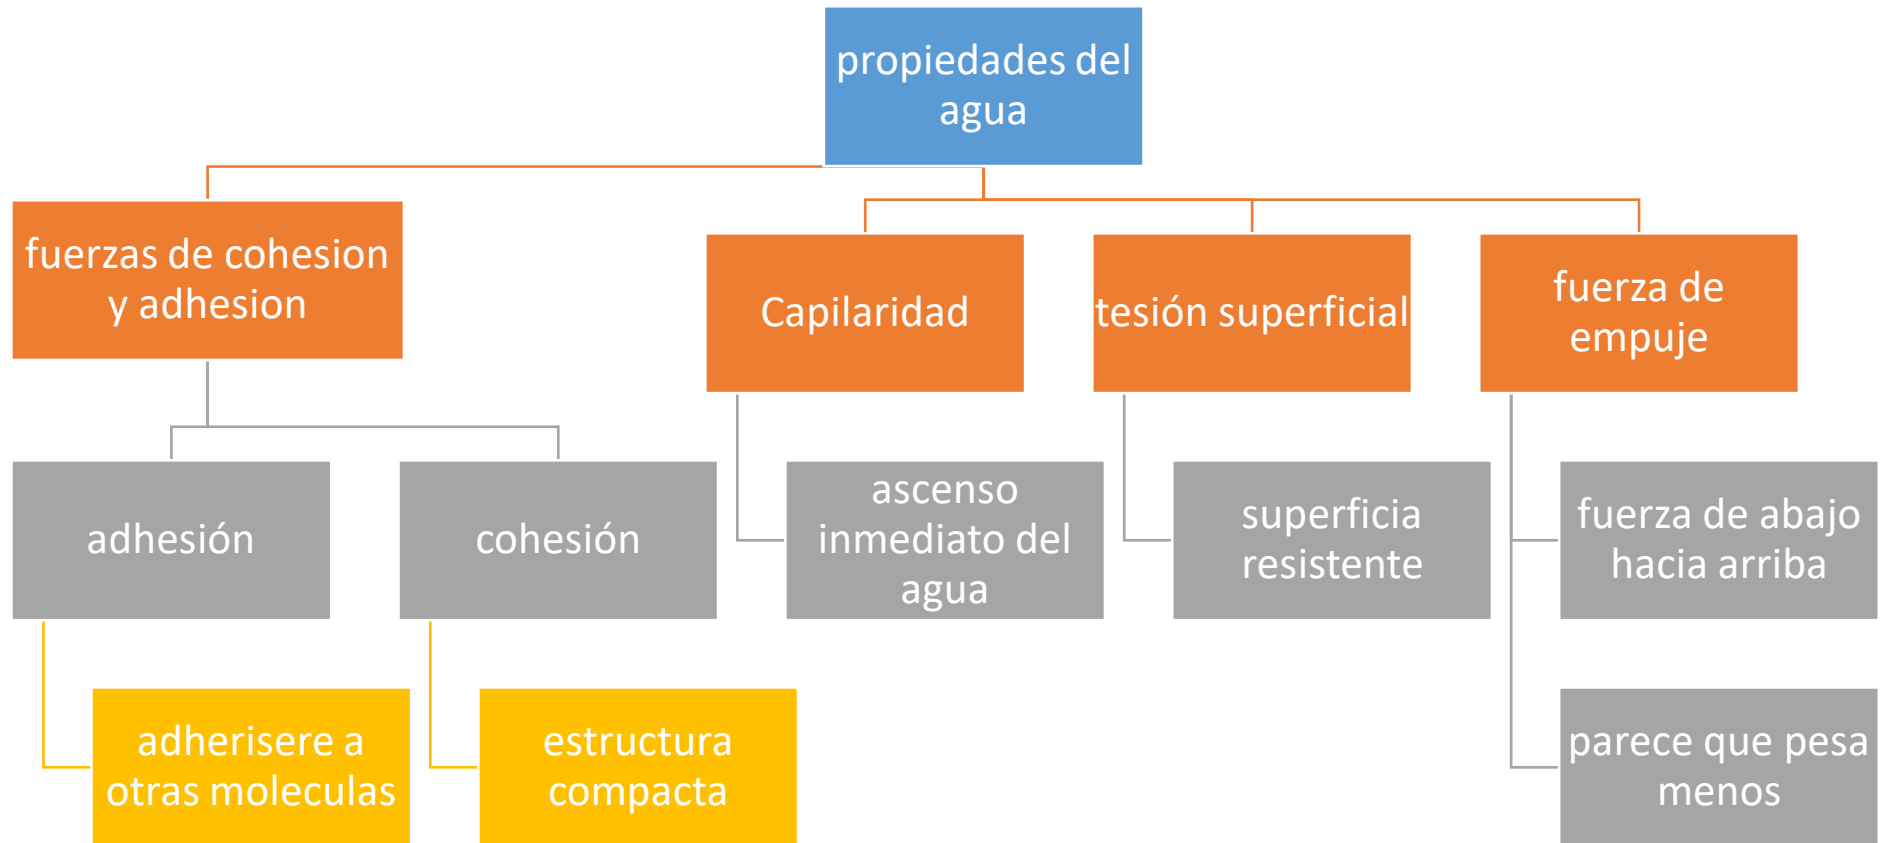 propiedades del
agua
fuerzas de cohesion
y adhesion
Capilaridad
tesión superficial
fuerza de
empuje
adhesión
cohesión
ascenso
inmediato del
agua
superficia
resistente
fuerza de abajo
hacia arriba
adherisere a
otras moleculas
estructura
compacta
parece que pesa
menos